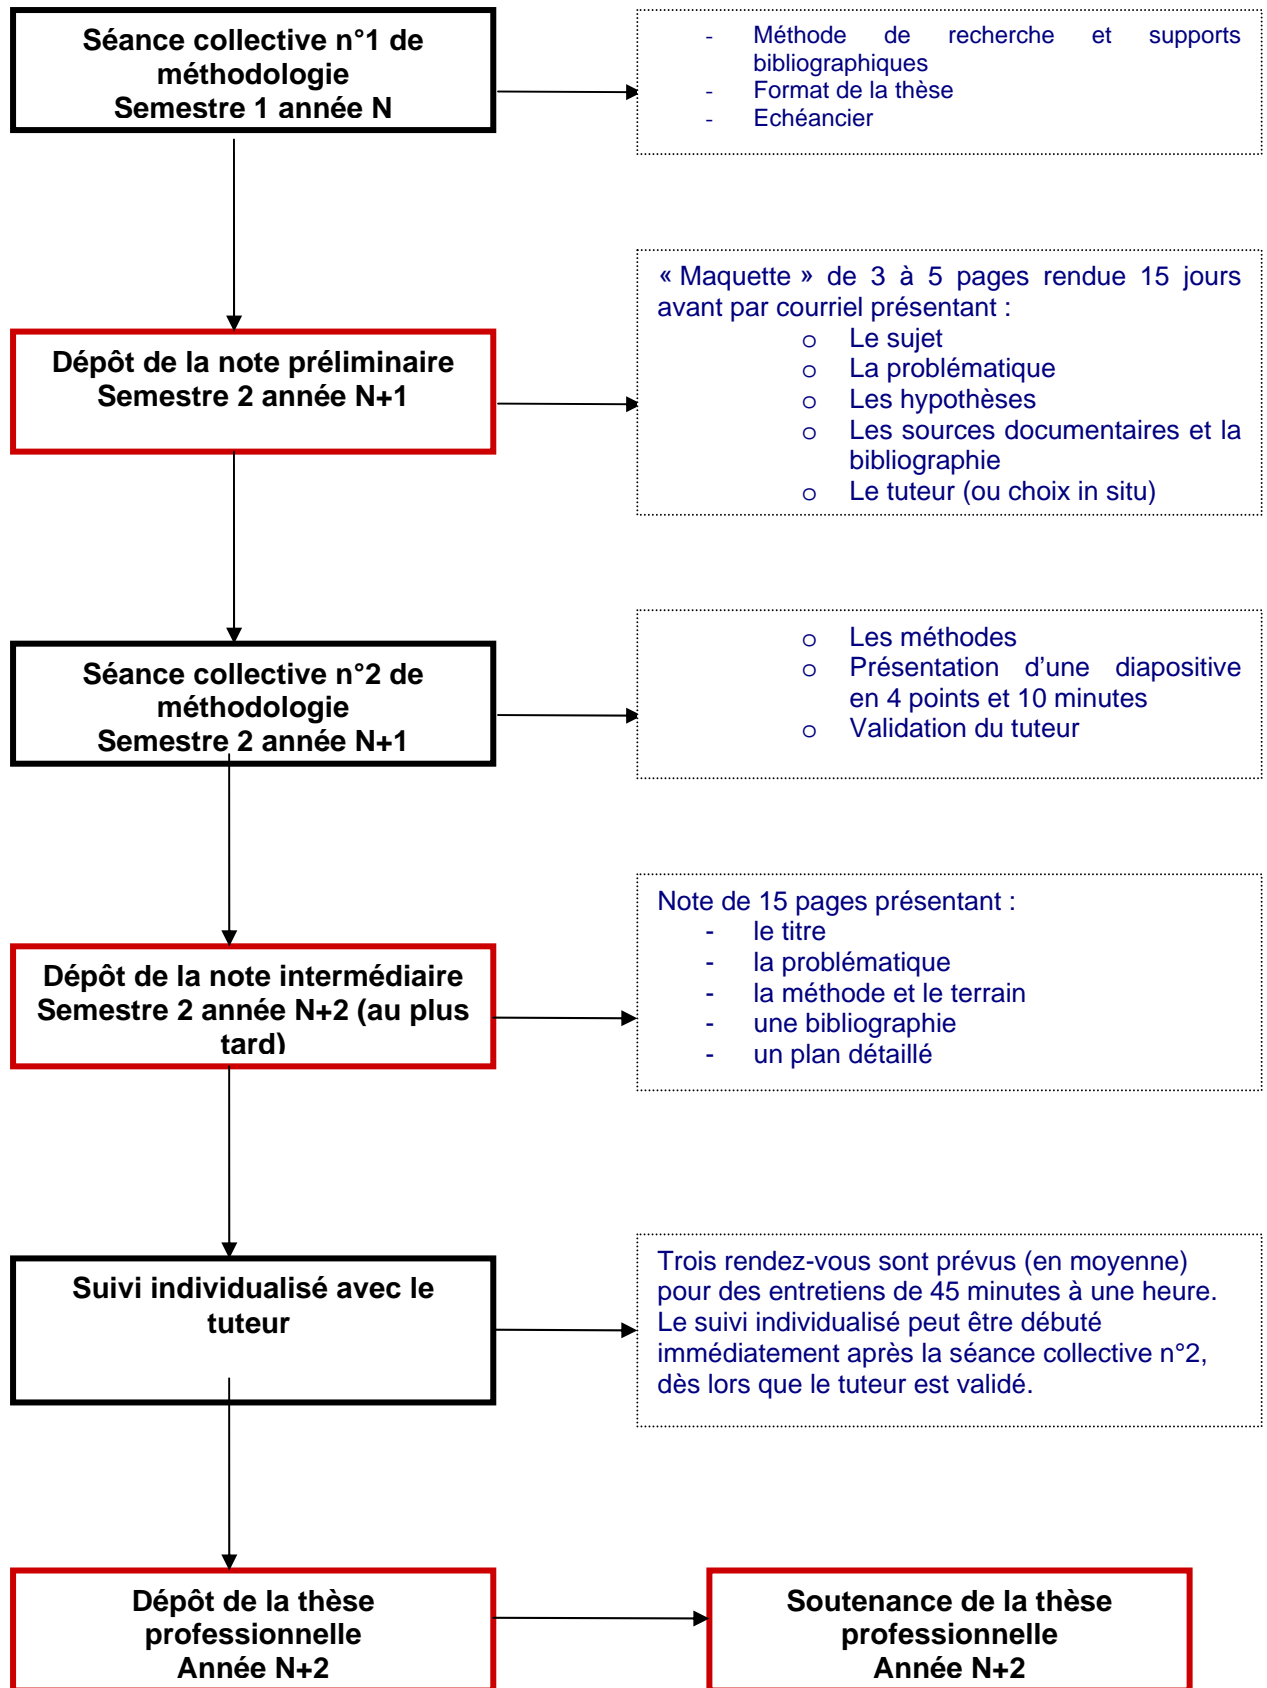 Séance collective n°1 de
méthodologie
Semestre 1 année N
- Méthode de recherche et supports
bibliographiques
- Format de la thèse
- Echéancier
Dépôt de la note préliminaire
Semestre 2 année N+1
« Maquette » de 3 à 5 pages rendue 15 jours
avant par courriel présentant :
o Le sujet
o La problématique
o Les hypothèses
o Les sources documentaires et la
bibliographie
o Le tuteur (ou choix in situ)
Séance collective n°2 de
méthodologie
Semestre 2 année N+1
o Les méthodes
o Présentation d'une diapositive
en 4 points et 10 minutes
o Validation du tuteur
Dépôt de la note intermédiaire
Semestre 2 année N+2 (au plus
tard)
Note de 15 pages présentant :
- le titre
- la problématique
- la méthode et le terrain
- une bibliographie
- un plan détaillé
Suivi individualisé avec le
tuteur
Trois rendez-vous sont prévus (en moyenne)
pour des entretiens de 45 minutes à une heure.
Le suivi individualisé peut être débuté
immédiatement après la séance collective n°2,
dès lors que le tuteur est validé.
Dépôt de la thèse
professionnelle
Année N+2
Soutenance de la thèse
professionnelle
Année N+2